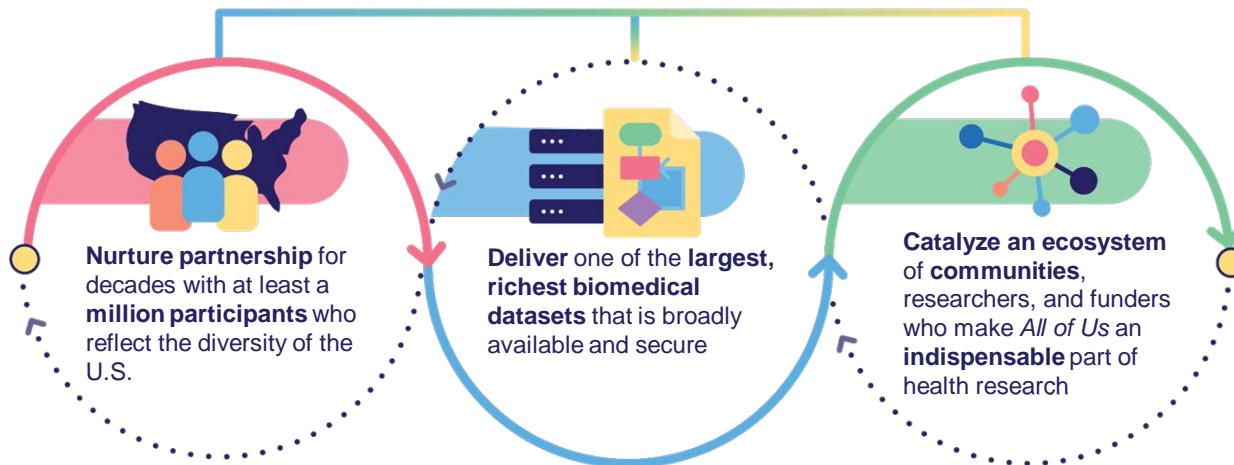 Nurture partnership for
decades with at least a
million participants who
reflect the diversity of the
U.S.
Deliver one of the largest,
richest biomedical
datasets that is broadly
available and secure
Catalyze an ecosystem
of communities,
researchers, and funders
who make All of Us an
indispensable part of
health research